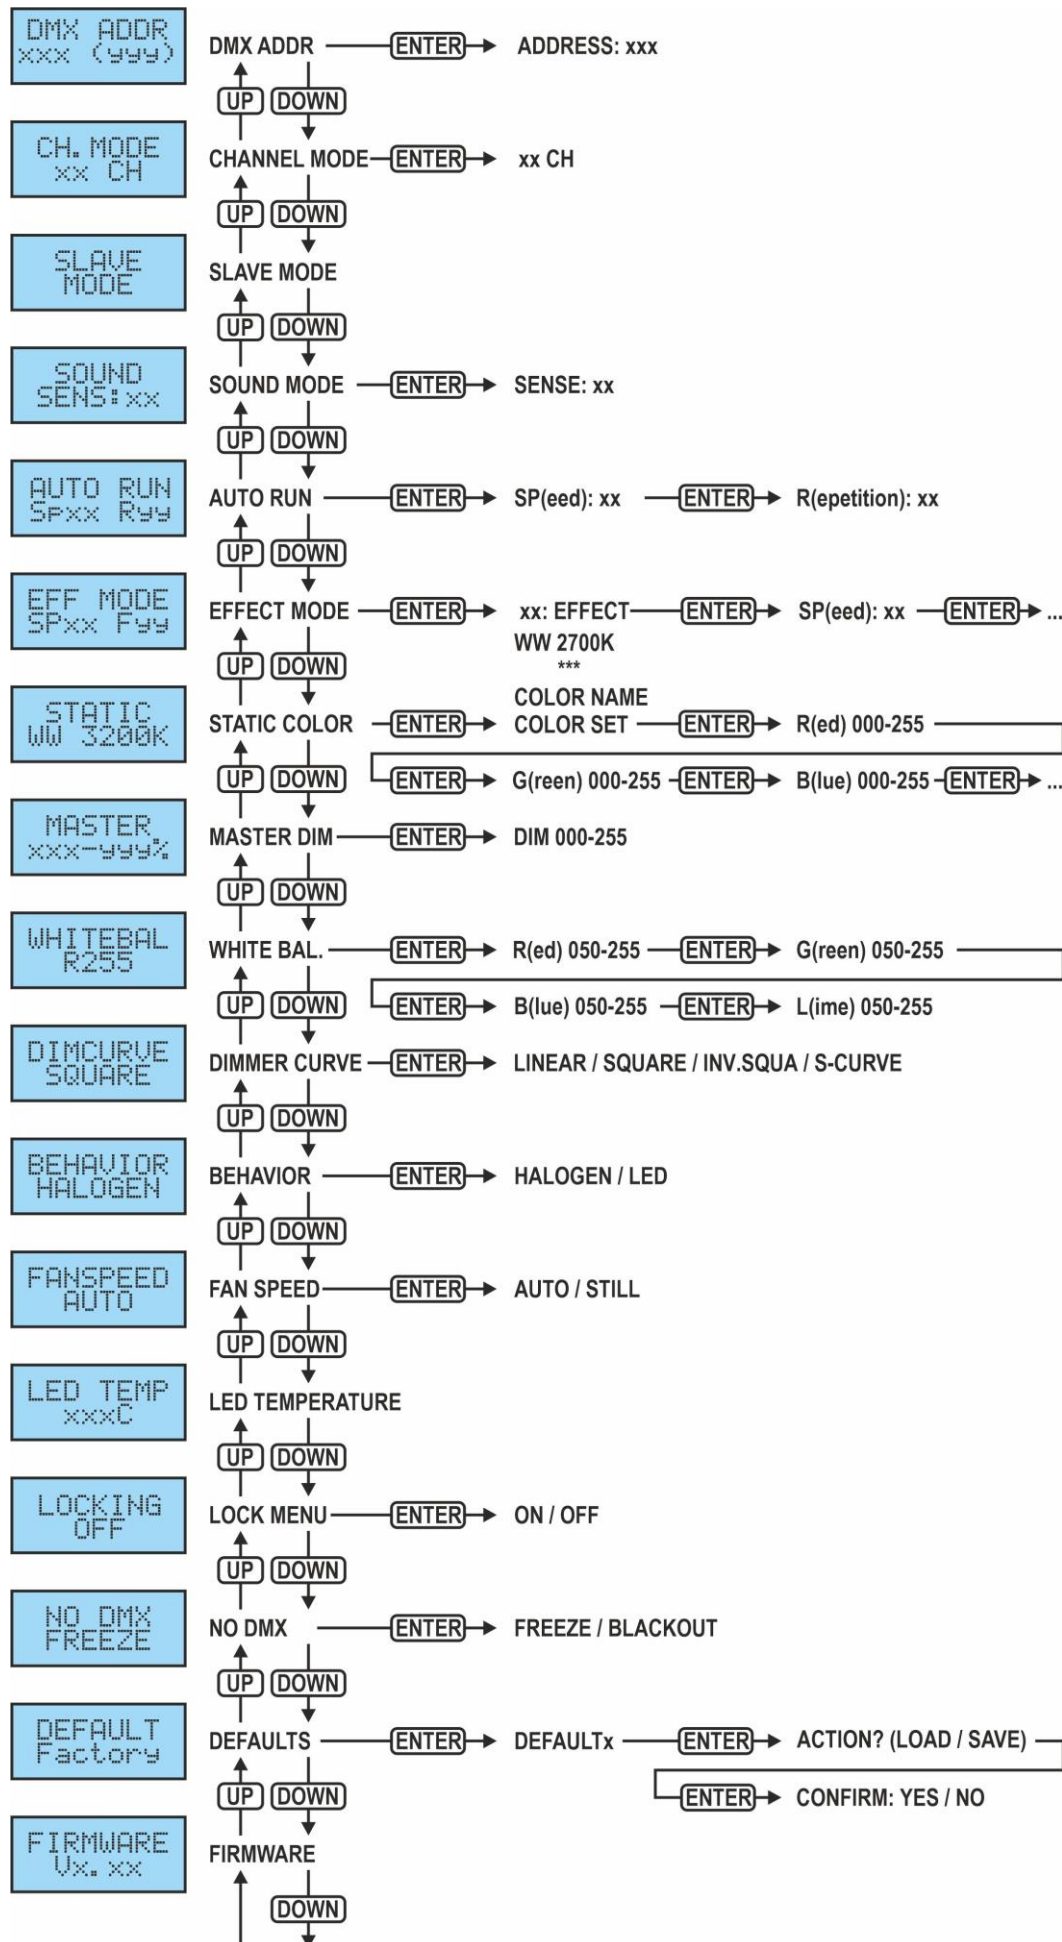 DMX ADDR
xxx (yyy)
DMX ADDR ENTER ADDRESS: xxx
UP DOWN
CH. MODE
xx CH
CHANNEL MODE ENTER xx CH
UP DOWN
SLAVE
MODE
SLAVE MODE
UP DOWN
SOUND
SENS:xx
SOUND MODE ENTER SENSE: xx
UP DOWN
AUTO RUN
Spxx Ryy
AUTO RUN ENTER SP(eed): xx ENTER R(epetition): xx
UP DOWN
EFF MODE
SPxx Fyy
EFFECT MODE ENTER xx: EFFECT ENTER SP(eed): xx ENTER ...
WW 2700K
UP DOWN
***
COLOR NAME
STATIC
WW 3200K
STATIC COLOR ENTER COLOR SET ENTER R(ed) 000-255
UP DOWN ENTER G(reen) 000-255 ENTER B(lue) 000-255 ENTER ...
MASTER
xxx-yyy%
MASTER DIM ENTER DIM 000-255
UP DOWN
WHITEBAL
R255
WHITE BAL. ENTER R(ed) 050-255 ENTER G(reen) 050-255
UP DOWN ENTER B(lue) 050-255 ENTER L(ime) 050-255
DIMCURVE
SQUARE
DIMMER CURVE ENTER LINEAR / SQUARE / INV.SQUA / S-CURVE
UP DOWN
BEHAVIOR
HALOGEN
BEHAVIOR ENTER HALOGEN / LED
UP DOWN
FANSPEED
AUTO
FAN SPEED ENTER AUTO / STILL
UP DOWN
LED TEMP
xxxC
LED TEMPERATURE
UP DOWN
LOCKING
OFF
LOCK MENU ENTER ON / OFF
UP DOWN
NO DMX
FREEZE
NO DMX ENTER FREEZE / BLACKOUT
UP DOWN
DEFAULT
Factory
DEFAULTS ENTER DEFAULTx ENTER ACTION? (LOAD / SAVE)
UP DOWN ENTER CONFIRM: YES / NO
FIRMWARE
Vx.xx
FIRMWARE
DOWN